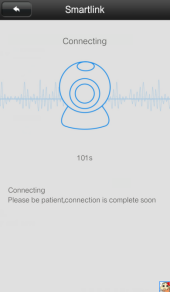 Smartlink
Connecting
101s
Connecting
Please be patient,connection is complete soon